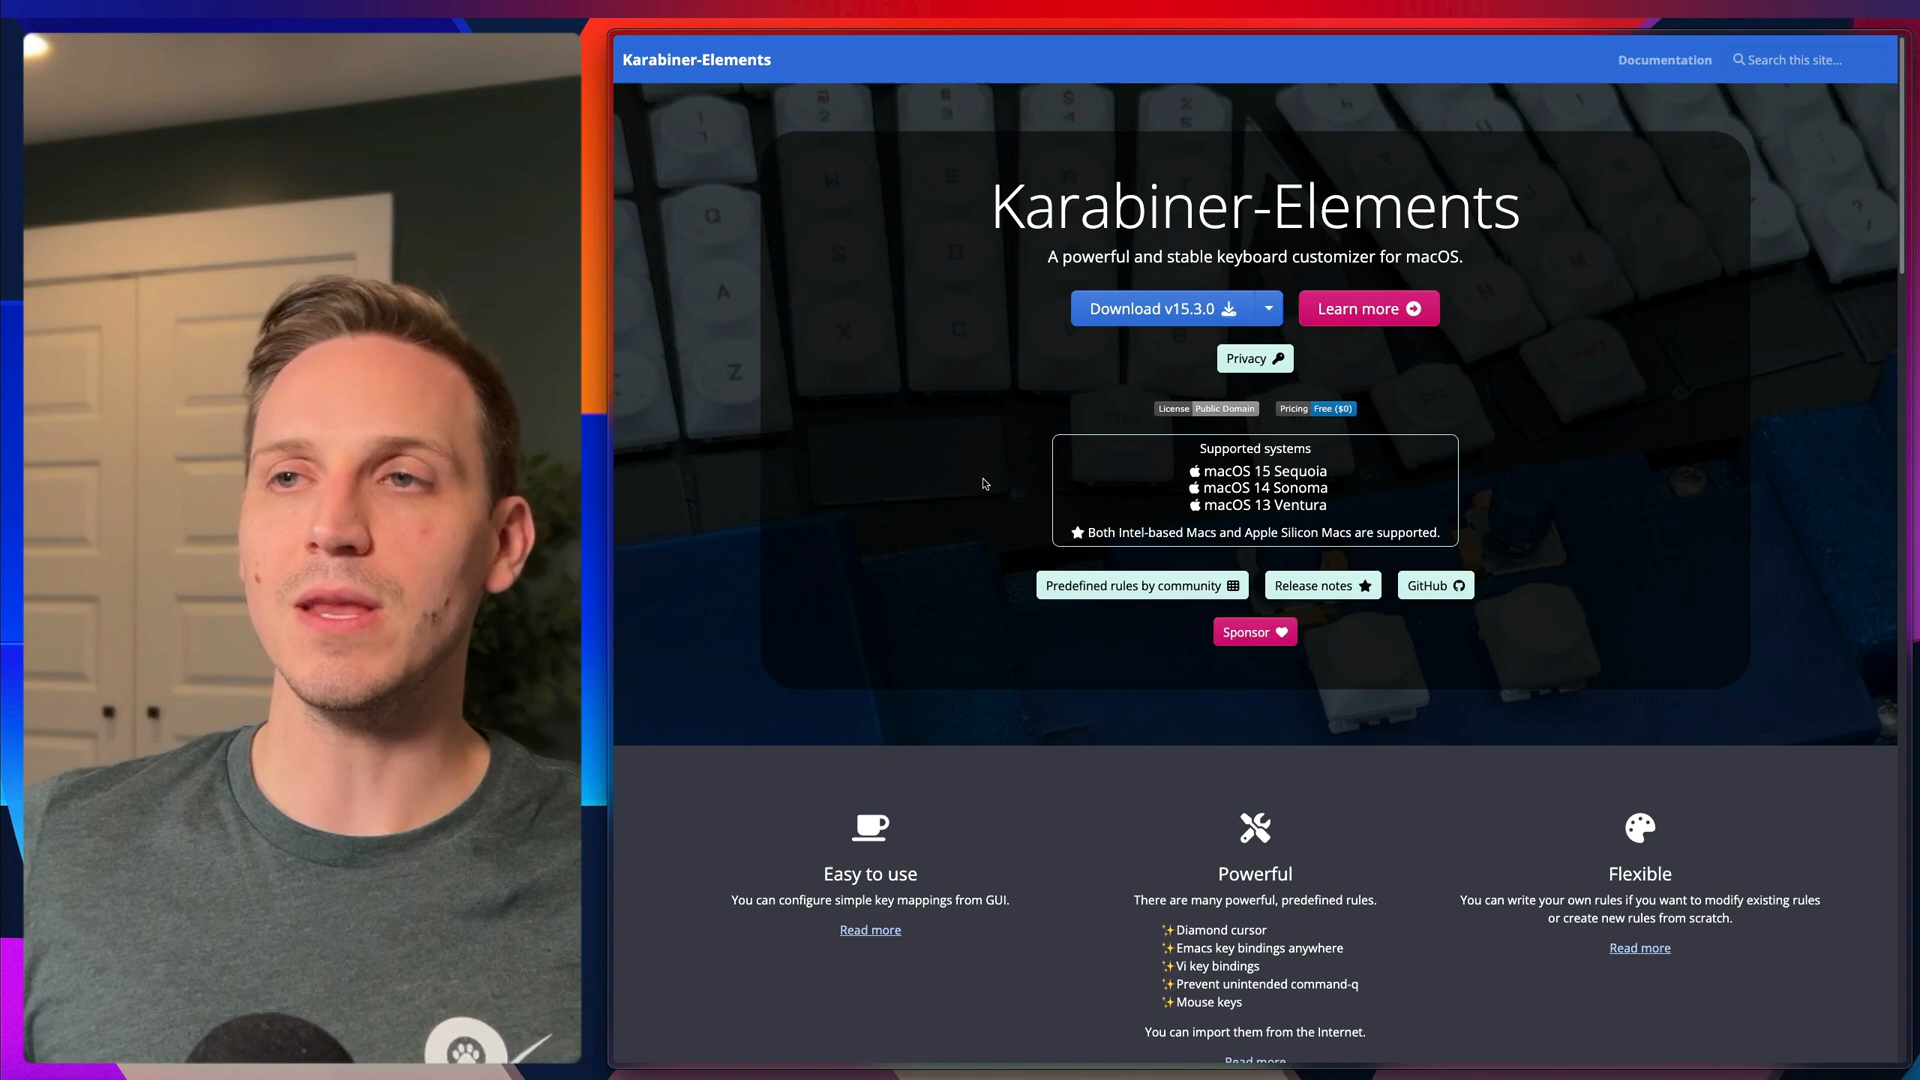 Karabiner-Elements
Documentation
Search this site...
Karabiner-Elements
A powerful and stable keyboard customizer for macOS.
Download v15.3.0
Learn more
Privacy
License Public Domain
Pricing Free ($0)
Supported systems
macOS 15 Sequoia
macOS 14 Sonoma
macOS 13 Ventura
Both Intel-based Macs and Apple Silicon Macs are supported.
Predefined rules by community
Release notes
GitHub
Sponsor
Easy to use
You can configure simple key mappings from GUI.
Read more
Powerful
There are many powerful, predefined rules.
✨Diamond cursor
✨Emacs key bindings anywhere
✨Vi key bindings
✨Prevent unintended command-q
✨Mouse keys
You can import them from the Internet.
Read more
Flexible
You can write your own rules if you want to modify existing rules
or create new rules from scratch.
Read more